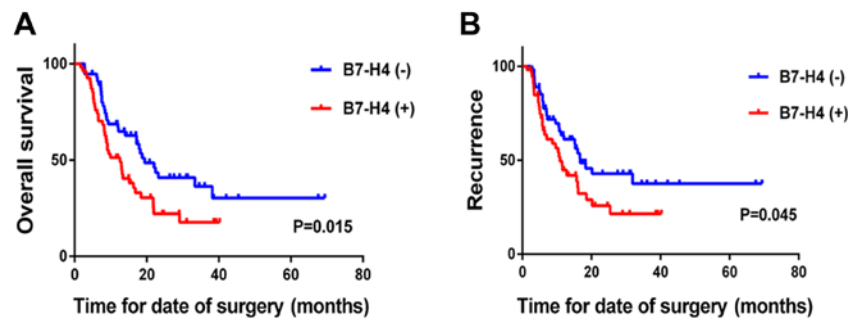 A
B
100
50
0
Overall survival
B7-H4 (-)
B7-H4 (+)
P=0.015
0 20 40 60 80
Time for date of surgery (months)
100
50
0
Recurrence
B7-H4 (-)
B7-H4 (+)
P=0.045
0 20 40 60 80
Time for date of surgery (months)